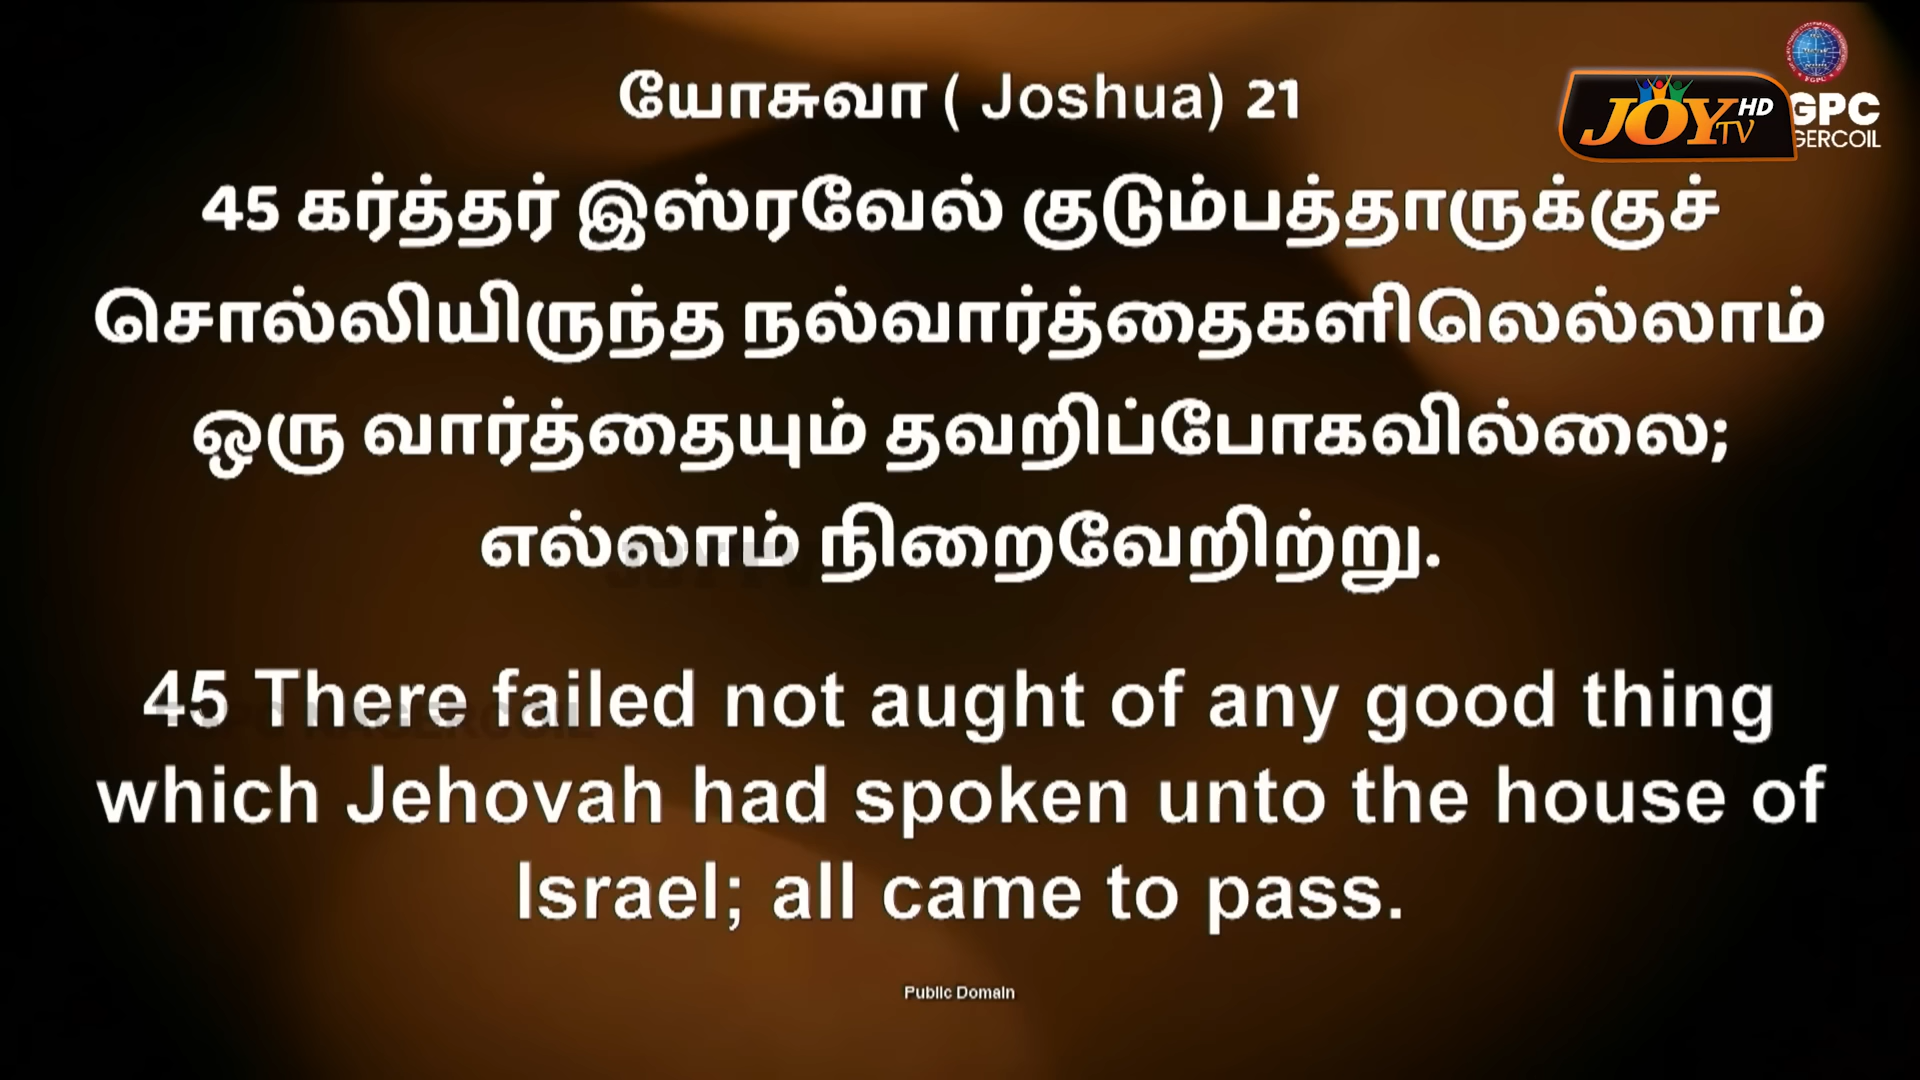 யோசுவா ( Joshua) 21
JOY TV HD
GPC
GERCOIL
45 கர்த்தர் இஸ்ரவேல் குடும்பத்தாருக்குச்
சொல்லியிருந்த நல்வார்த்தைகளிலெல்லாம்
ஒரு வார்த்தையும் தவறிப்போகவில்லை;
எல்லாம் நிறைவேறிற்று.
45 There failed not aught of any good thing
which Jehovah had spoken unto the house of
Israel; all came to pass.
Public Domain